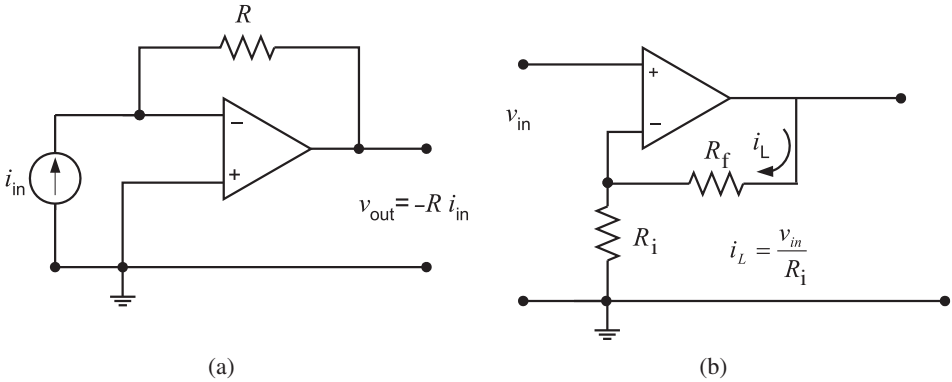 R
−
+
i_in
v_out = −R i_in
(a)
+
−
v_in
i_L
R_f
R_i
i_L = v_in / R_i
(b)